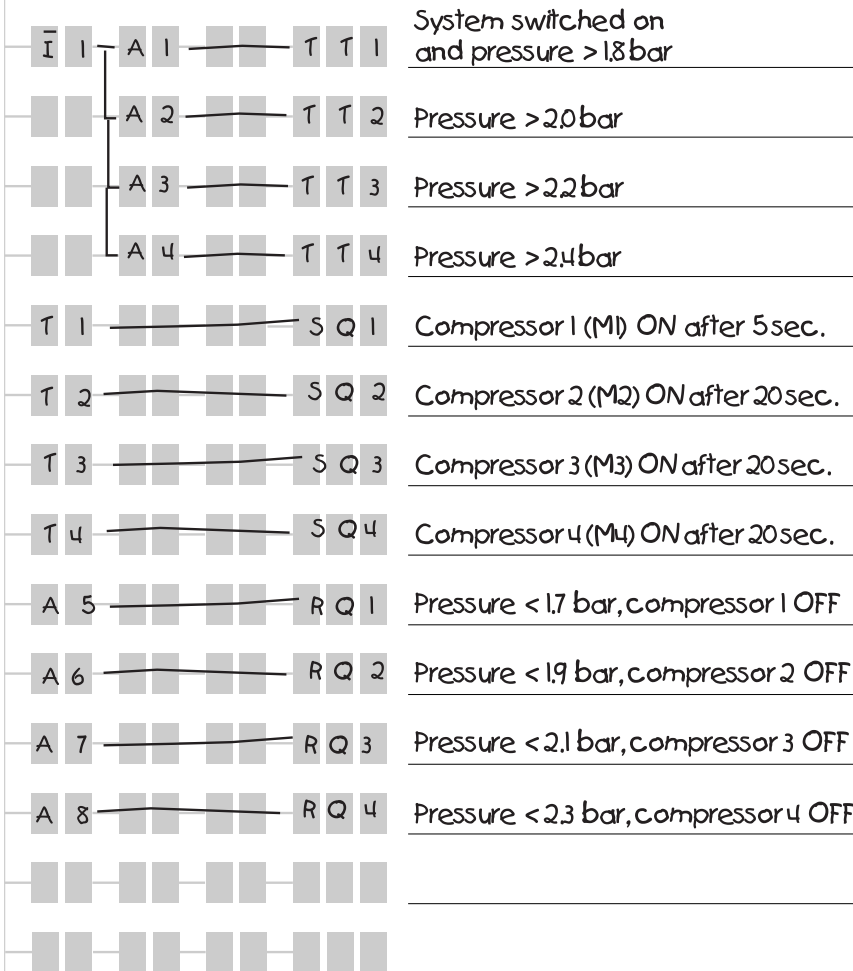 Ī 1 A 1 T T 1 System switched on
and pressure > 1.8 bar
A 2 T T 2 Pressure > 2.0 bar
A 3 T T 3 Pressure > 2.2 bar
A 4 T T 4 Pressure > 2.4 bar
T 1 S Q 1 Compressor 1 (M1) ON after 5 sec.
T 2 S Q 2 Compressor 2 (M2) ON after 20 sec.
T 3 S Q 3 Compressor 3 (M3) ON after 20 sec.
T 4 S Q 4 Compressor 4 (M4) ON after 20 sec.
A 5 R Q 1 Pressure < 1.7 bar, compressor 1 OFF
A 6 R Q 2 Pressure < 1.9 bar, compressor 2 OFF
A 7 R Q 3 Pressure < 2.1 bar, compressor 3 OFF
A 8 R Q 4 Pressure < 2.3 bar, compressor 4 OFF